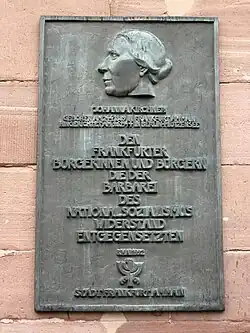 JOHANNA KIRCHNER
DEN
FRANKFURTER
BÜRGERINNEN UND BÜRGERN
DIE DER
BARBAREI
DES
NATIONALSOZIALISMUS
WIDERSTAND
ENTGEGENSETZTEN
STADT FRANKFURT AM MAIN